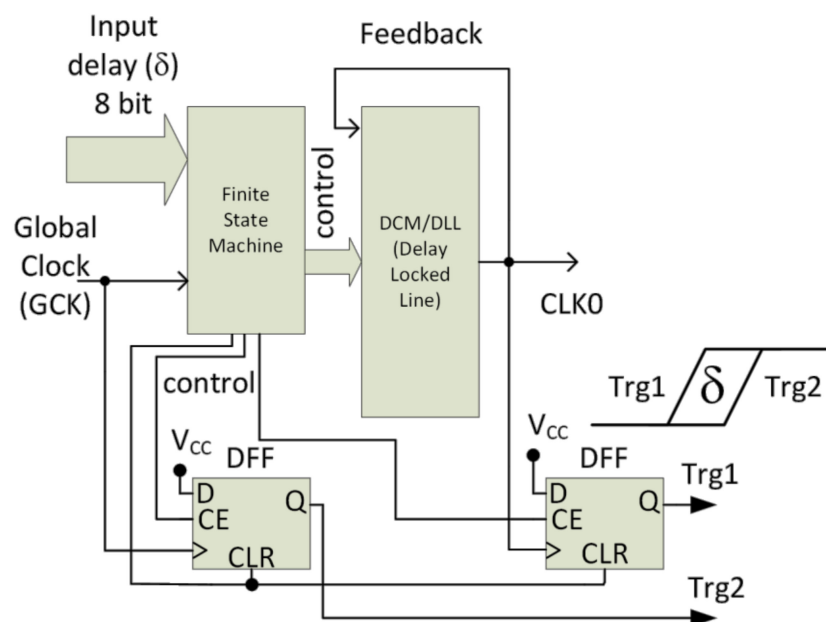 Input
delay (δ)
8 bit
Feedback
Global
Clock
(GCK)
Finite
State
Machine
control
DCM/DLL
(Delay
Locked
Line)
CLK0
control
Trg1
δ
Trg2
VCC
DFF
D
CE
CLR
Q
VCC
DFF
D
CE
CLR
Q
Trg1
Trg2